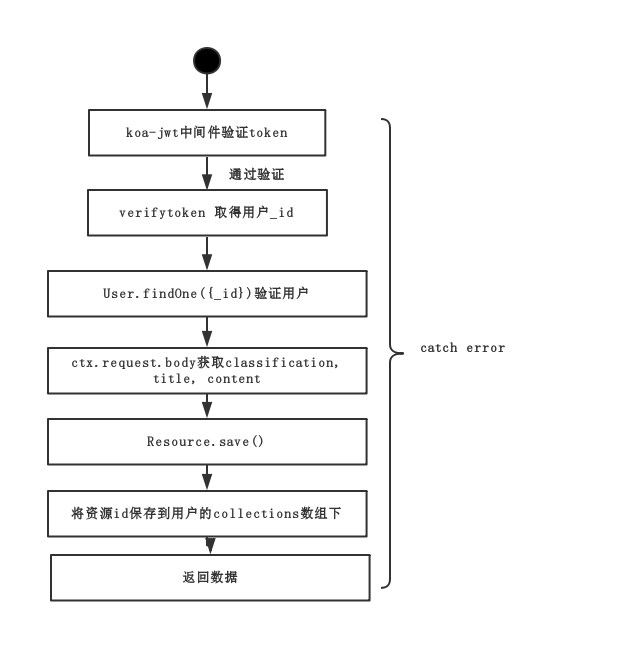 koa-jwt中间件验证token
通过验证
verifytoken 取得用户_id
User.findOne({_id})验证用户
ctx.request.body获取classification,
title, content
catch error
Resource.save()
将资源id保存到用户的collections数组下
返回数据